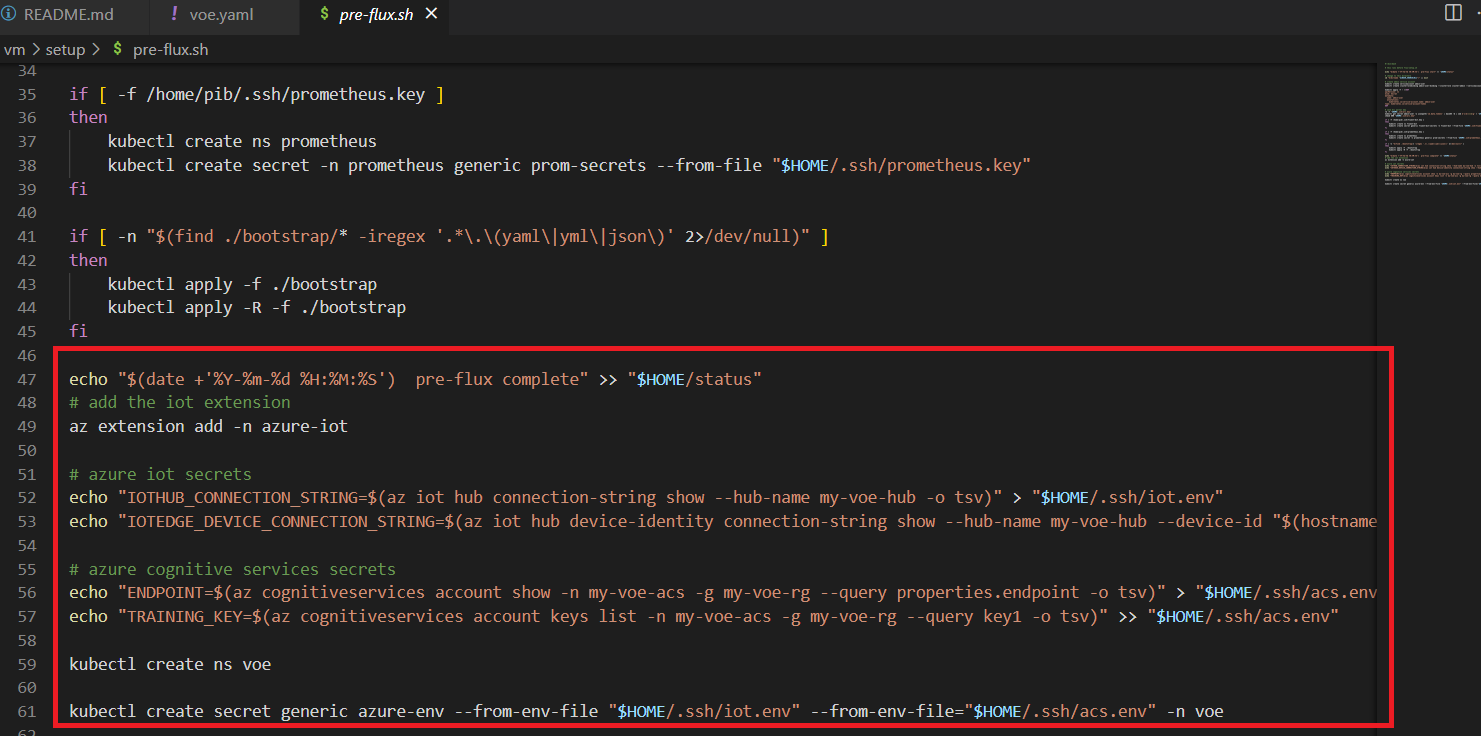 README.md ! voe.yaml $ pre-flux.sh
vm > setup > $ pre-flux.sh
34
35 if [ -f /home/pib/.ssh/prometheus.key ]
36 then
37 kubectl create ns prometheus
38 kubectl create secret -n prometheus generic prom-secrets --from-file "$HOME/.ssh/prometheus.key"
39 fi
40
41 if [ -n "$(find ./bootstrap/* -iregex '.*\.\(yaml\|yml\|json\)' 2>/dev/null)" ]
42 then
43 kubectl apply -f ./bootstrap
44 kubectl apply -R -f ./bootstrap
45 fi
46
47 echo "$(date +'%Y-%m-%d %H:%M:%S')  pre-flux complete" >> "$HOME/status"
48 # add the iot extension
49 az extension add -n azure-iot
50
51 # azure iot secrets
52 echo "IOTHUB_CONNECTION_STRING=$(az iot hub connection-string show --hub-name my-voe-hub -o tsv)" > "$HOME/.ssh/iot.env"
53 echo "IOTEDGE_DEVICE_CONNECTION_STRING=$(az iot hub device-identity connection-string show --hub-name my-voe-hub --device-id "$(hostname
54
55 # azure cognitive services secrets
56 echo "ENDPOINT=$(az cognitiveservices account show -n my-voe-acs -g my-voe-rg --query properties.endpoint -o tsv)" > "$HOME/.ssh/acs.env
57 echo "TRAINING_KEY=$(az cognitiveservices account keys list -n my-voe-acs -g my-voe-rg --query key1 -o tsv)" >> "$HOME/.ssh/acs.env"
58
59 kubectl create ns voe
60
61 kubectl create secret generic azure-env --from-env-file "$HOME/.ssh/iot.env" --from-env-file="$HOME/.ssh/acs.env" -n voe
62